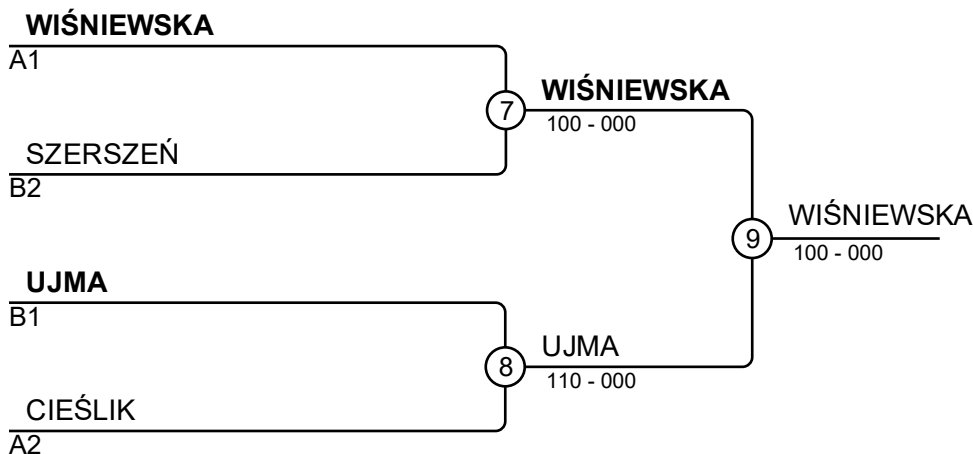 WIŚNIEWSKA
A1
7
WIŚNIEWSKA
100 - 000
SZERSZEŃ
B2
9
WIŚNIEWSKA
100 - 000
UJMA
B1
8
UJMA
110 - 000
CIEŚLIK
A2